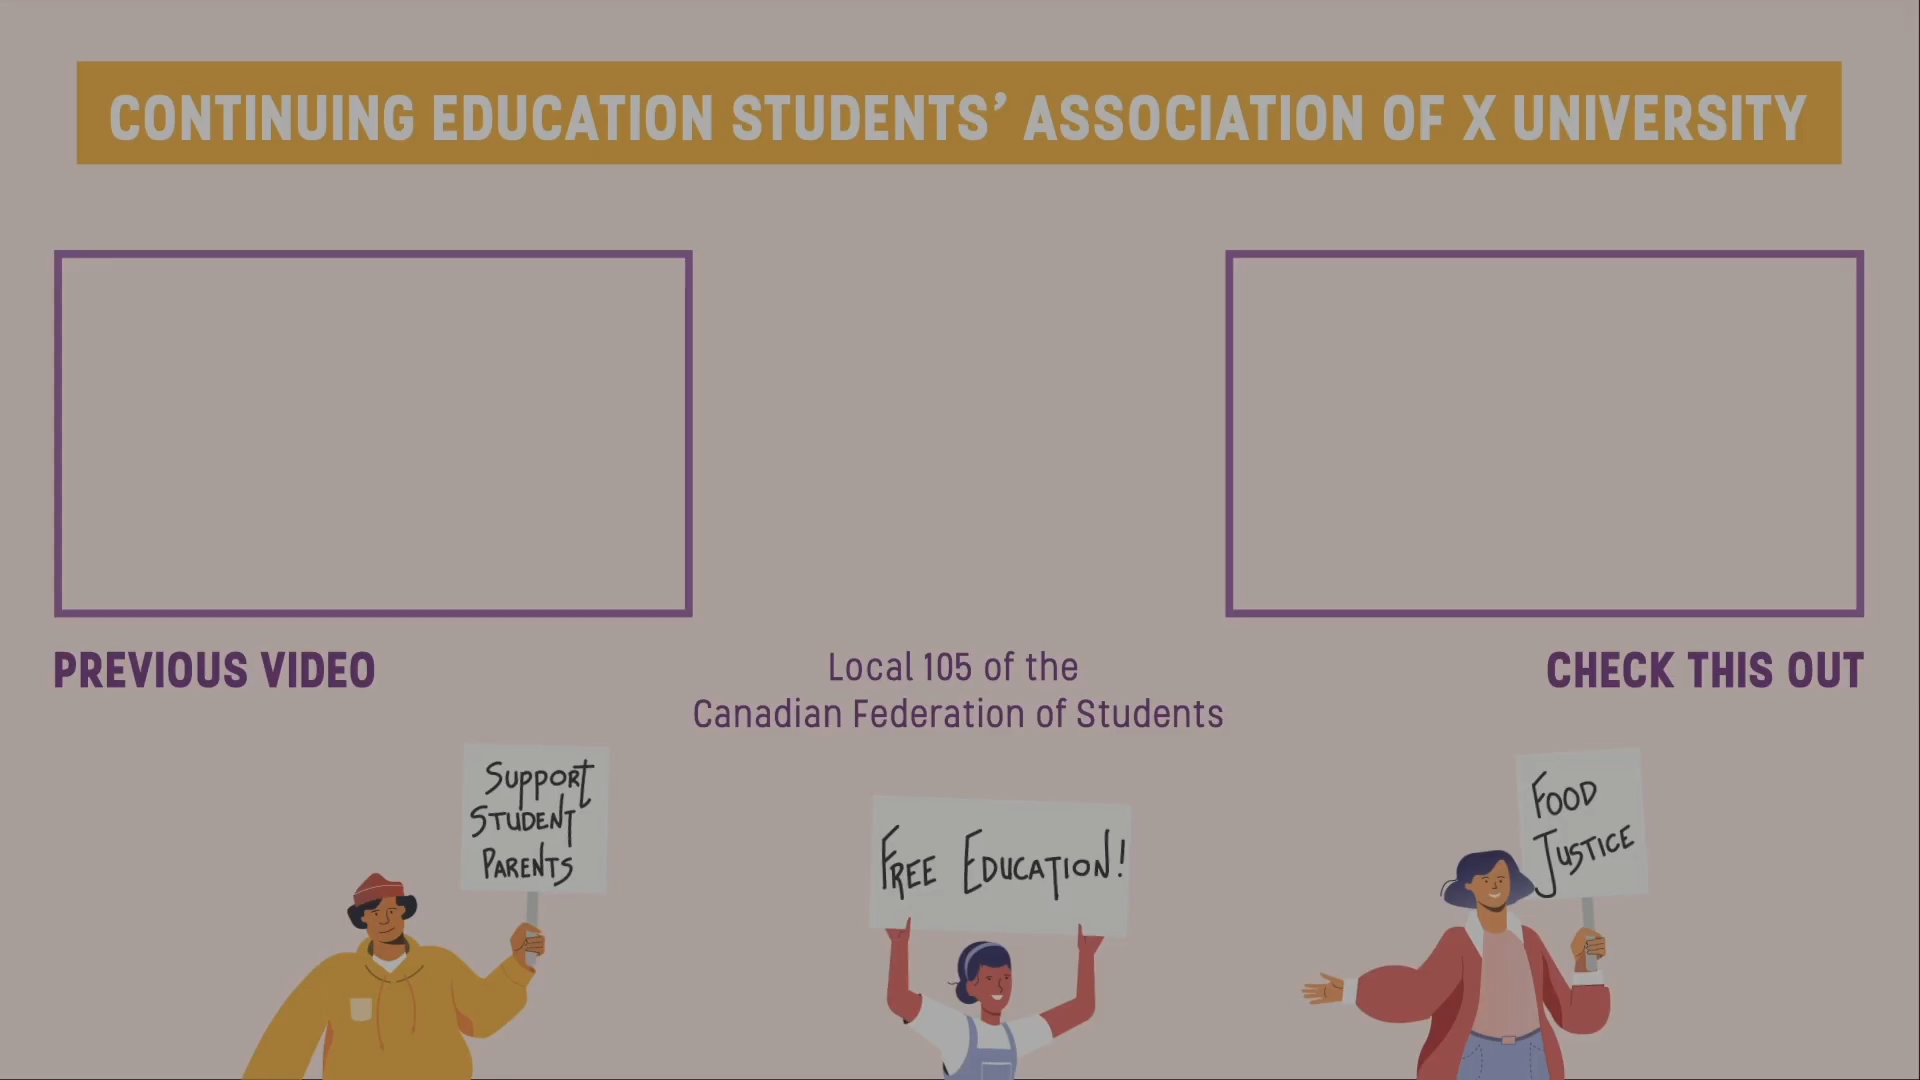 CONTINUING EDUCATION STUDENTS’ ASSOCIATION OF X UNIVERSITY
PREVIOUS VIDEO
Local 105 of the
Canadian Federation of Students
CHECK THIS OUT
SUPPORT
STUDENT
PARENTS
FREE EDUCATION!
FOOD
JUSTICE